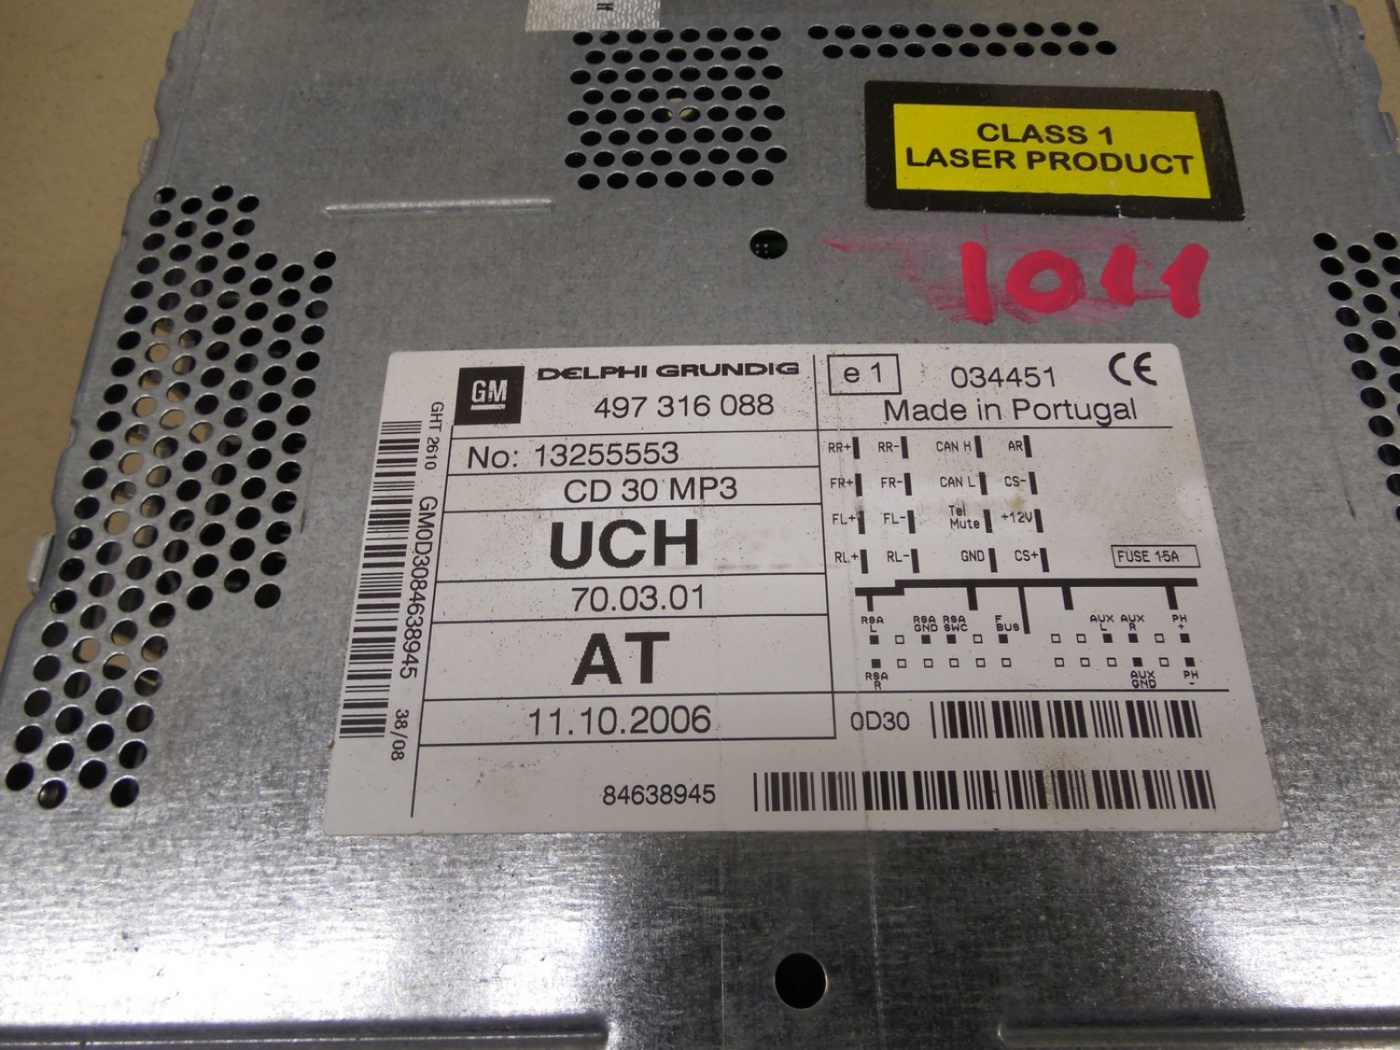 CLASS 1
LASER PRODUCT
1011
GM
DELPHI GRUNDIG
497 316 088
e 1
034451
CE
Made in Portugal
No: 13255553
CD 30 MP3
UCH
70.03.01
AT
11.10.2006
84638945
0D30
RR+ RR- CAN H AR
FR+ FR- CAN L CS-
FL+ FL- Tel Mute +12V
RL+ RL- GND CS+
FUSE 15A
RSA L
RSA GND
RSA SWC
F BUS
AUX L
AUX R
PH +
RSA R
AUX GND
PH -
GHT 2610
GM0D3084638945
38/08